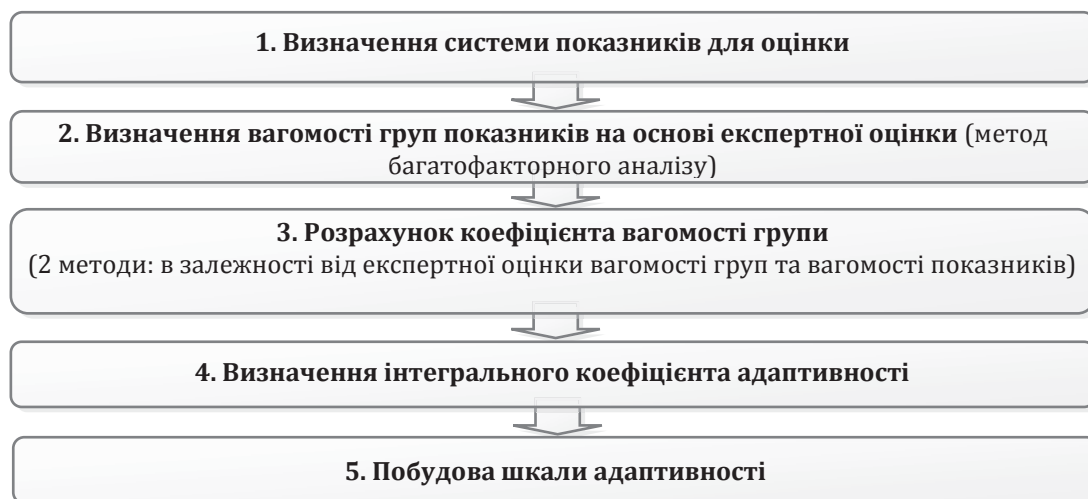 1. Визначення системи показників для оцінки
2. Визначення вагомості груп показників на основі експертної оцінки (метод
багатофакторного аналізу)
3. Розрахунок коефіцієнта вагомості групи
(2 методи: в залежності від експертної оцінки вагомості груп та вагомості показників)
4. Визначення інтегрального коефіцієнта адаптивності
5. Побудова шкали адаптивності